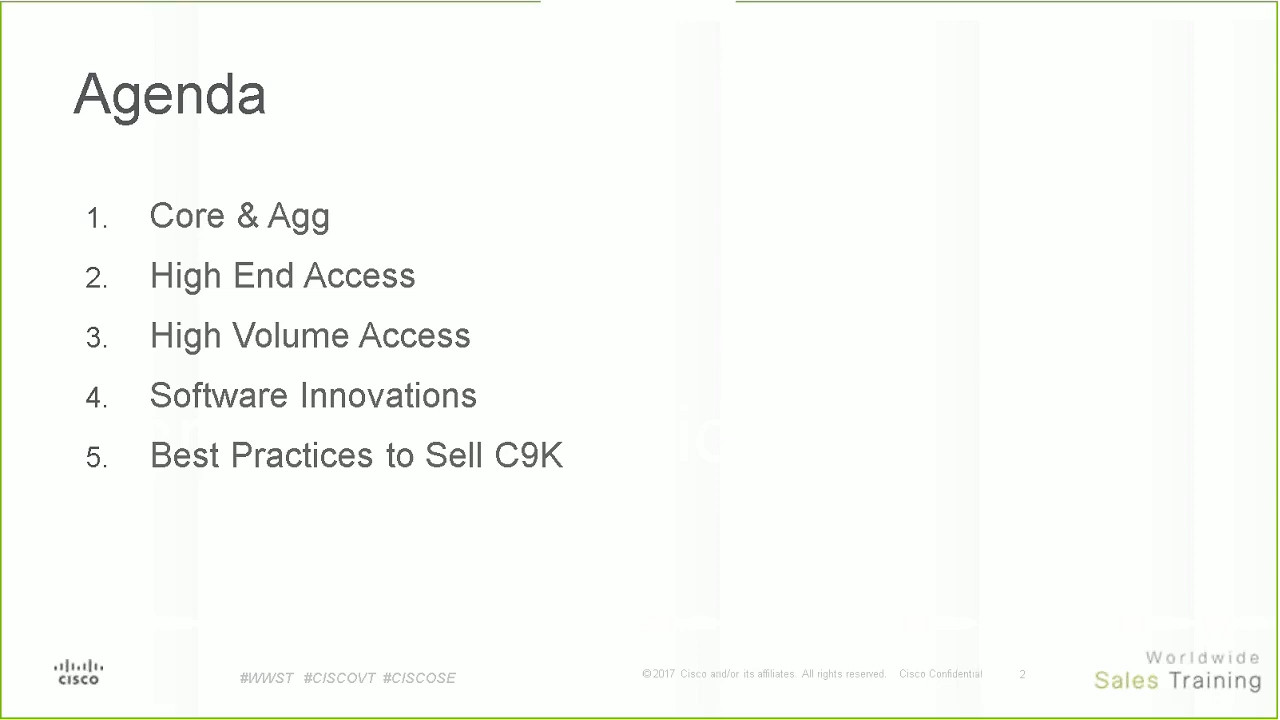 Agenda
1. Core & Agg
2. High End Access
3. High Volume Access
4. Software Innovations
5. Best Practices to Sell C9K
CISCO
#WWST #CISCOVT #CISCOSE
©2017 Cisco and/or its affiliates. All rights reserved. Cisco Confidential
2
Worldwide
Sales Training